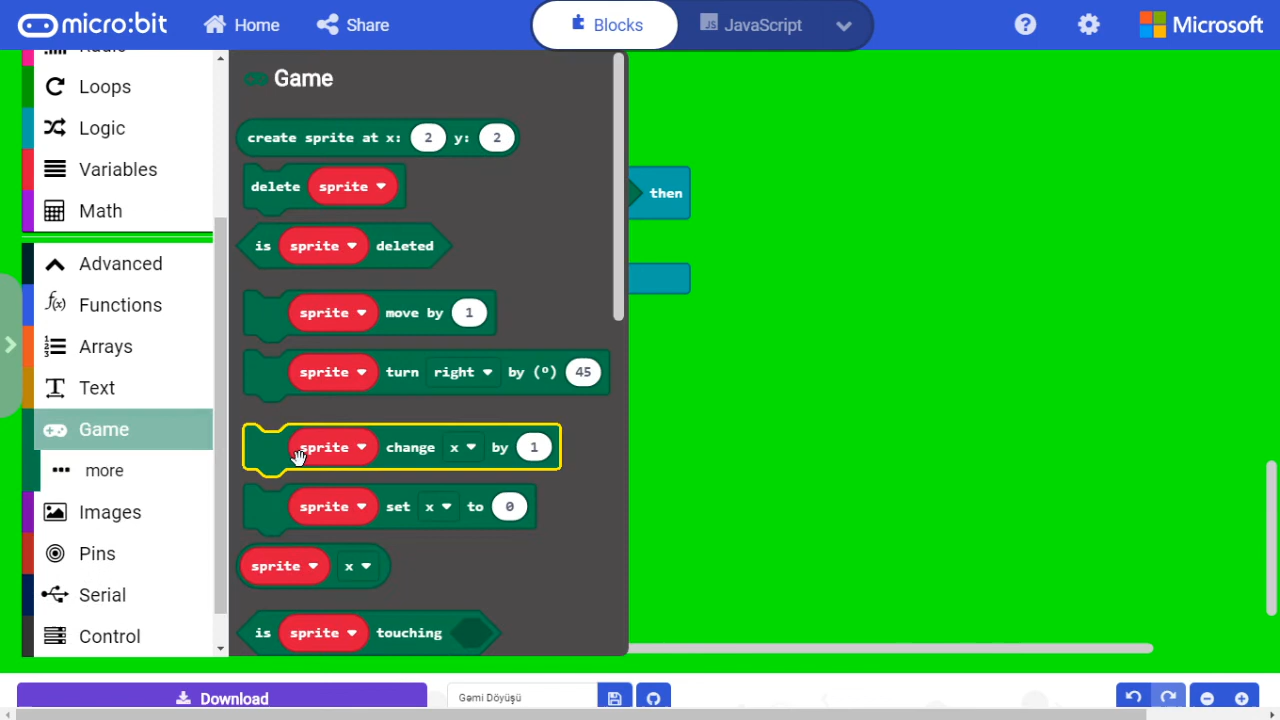 micro:bit Home Share Blocks JavaScript Microsoft
Loops
Logic
Variables
Math
Advanced
Functions
Arrays
Text
Game
more
Images
Pins
Serial
Control
Game
create sprite at x: 2 y: 2
delete sprite
is sprite deleted
sprite move by 1
sprite turn right by (º) 45
sprite change x by 1
sprite set x to 0
sprite x
is sprite touching
then
Download Gəmi Döyüşü